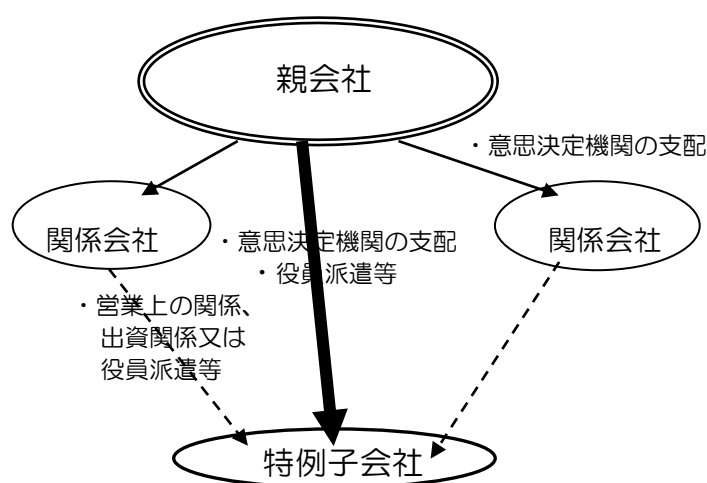 親会社
・意思決定機関の支配
関係会社
・意思決定機関の支配
・役員派遣等
関係会社
・営業上の関係、
出資関係又は
役員派遣等
特例子会社